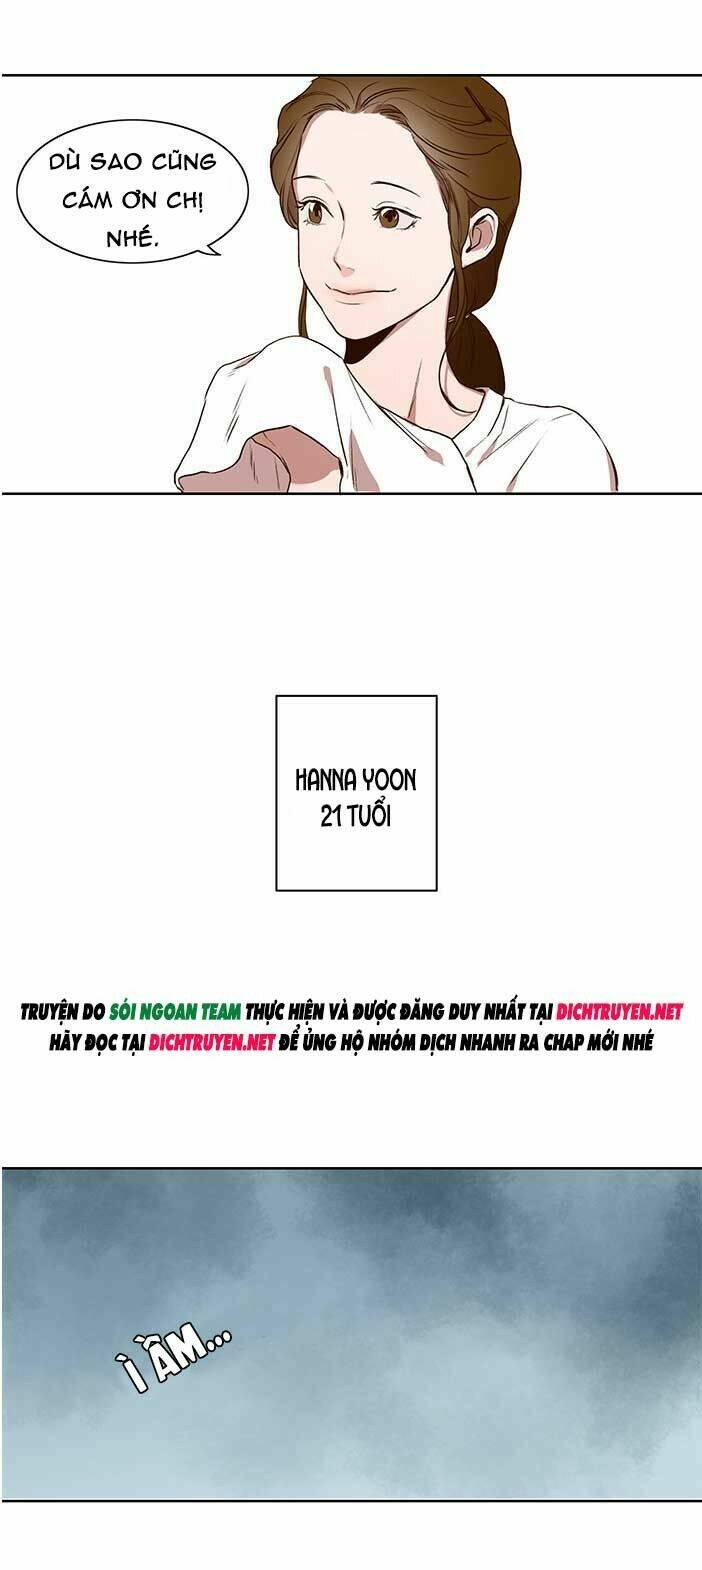 DÙ SAO CŨNG
CÁM ƠN CHỊ
NHÉ.
HANNA YOON
21 TUỔI
TRUYỆN DO SÓI NGOAN TEAM THỰC HIỆN VÀ ĐƯỢC ĐĂNG DUY NHẤT TẠI DICHTRUYEN.NET
HÃY ĐỌC TẠI DICHTRUYEN.NET ĐỂ ỦNG HỘ NHÓM DỊCH NHANH RA CHAP MỚI NHÉ
Ì ẦM...